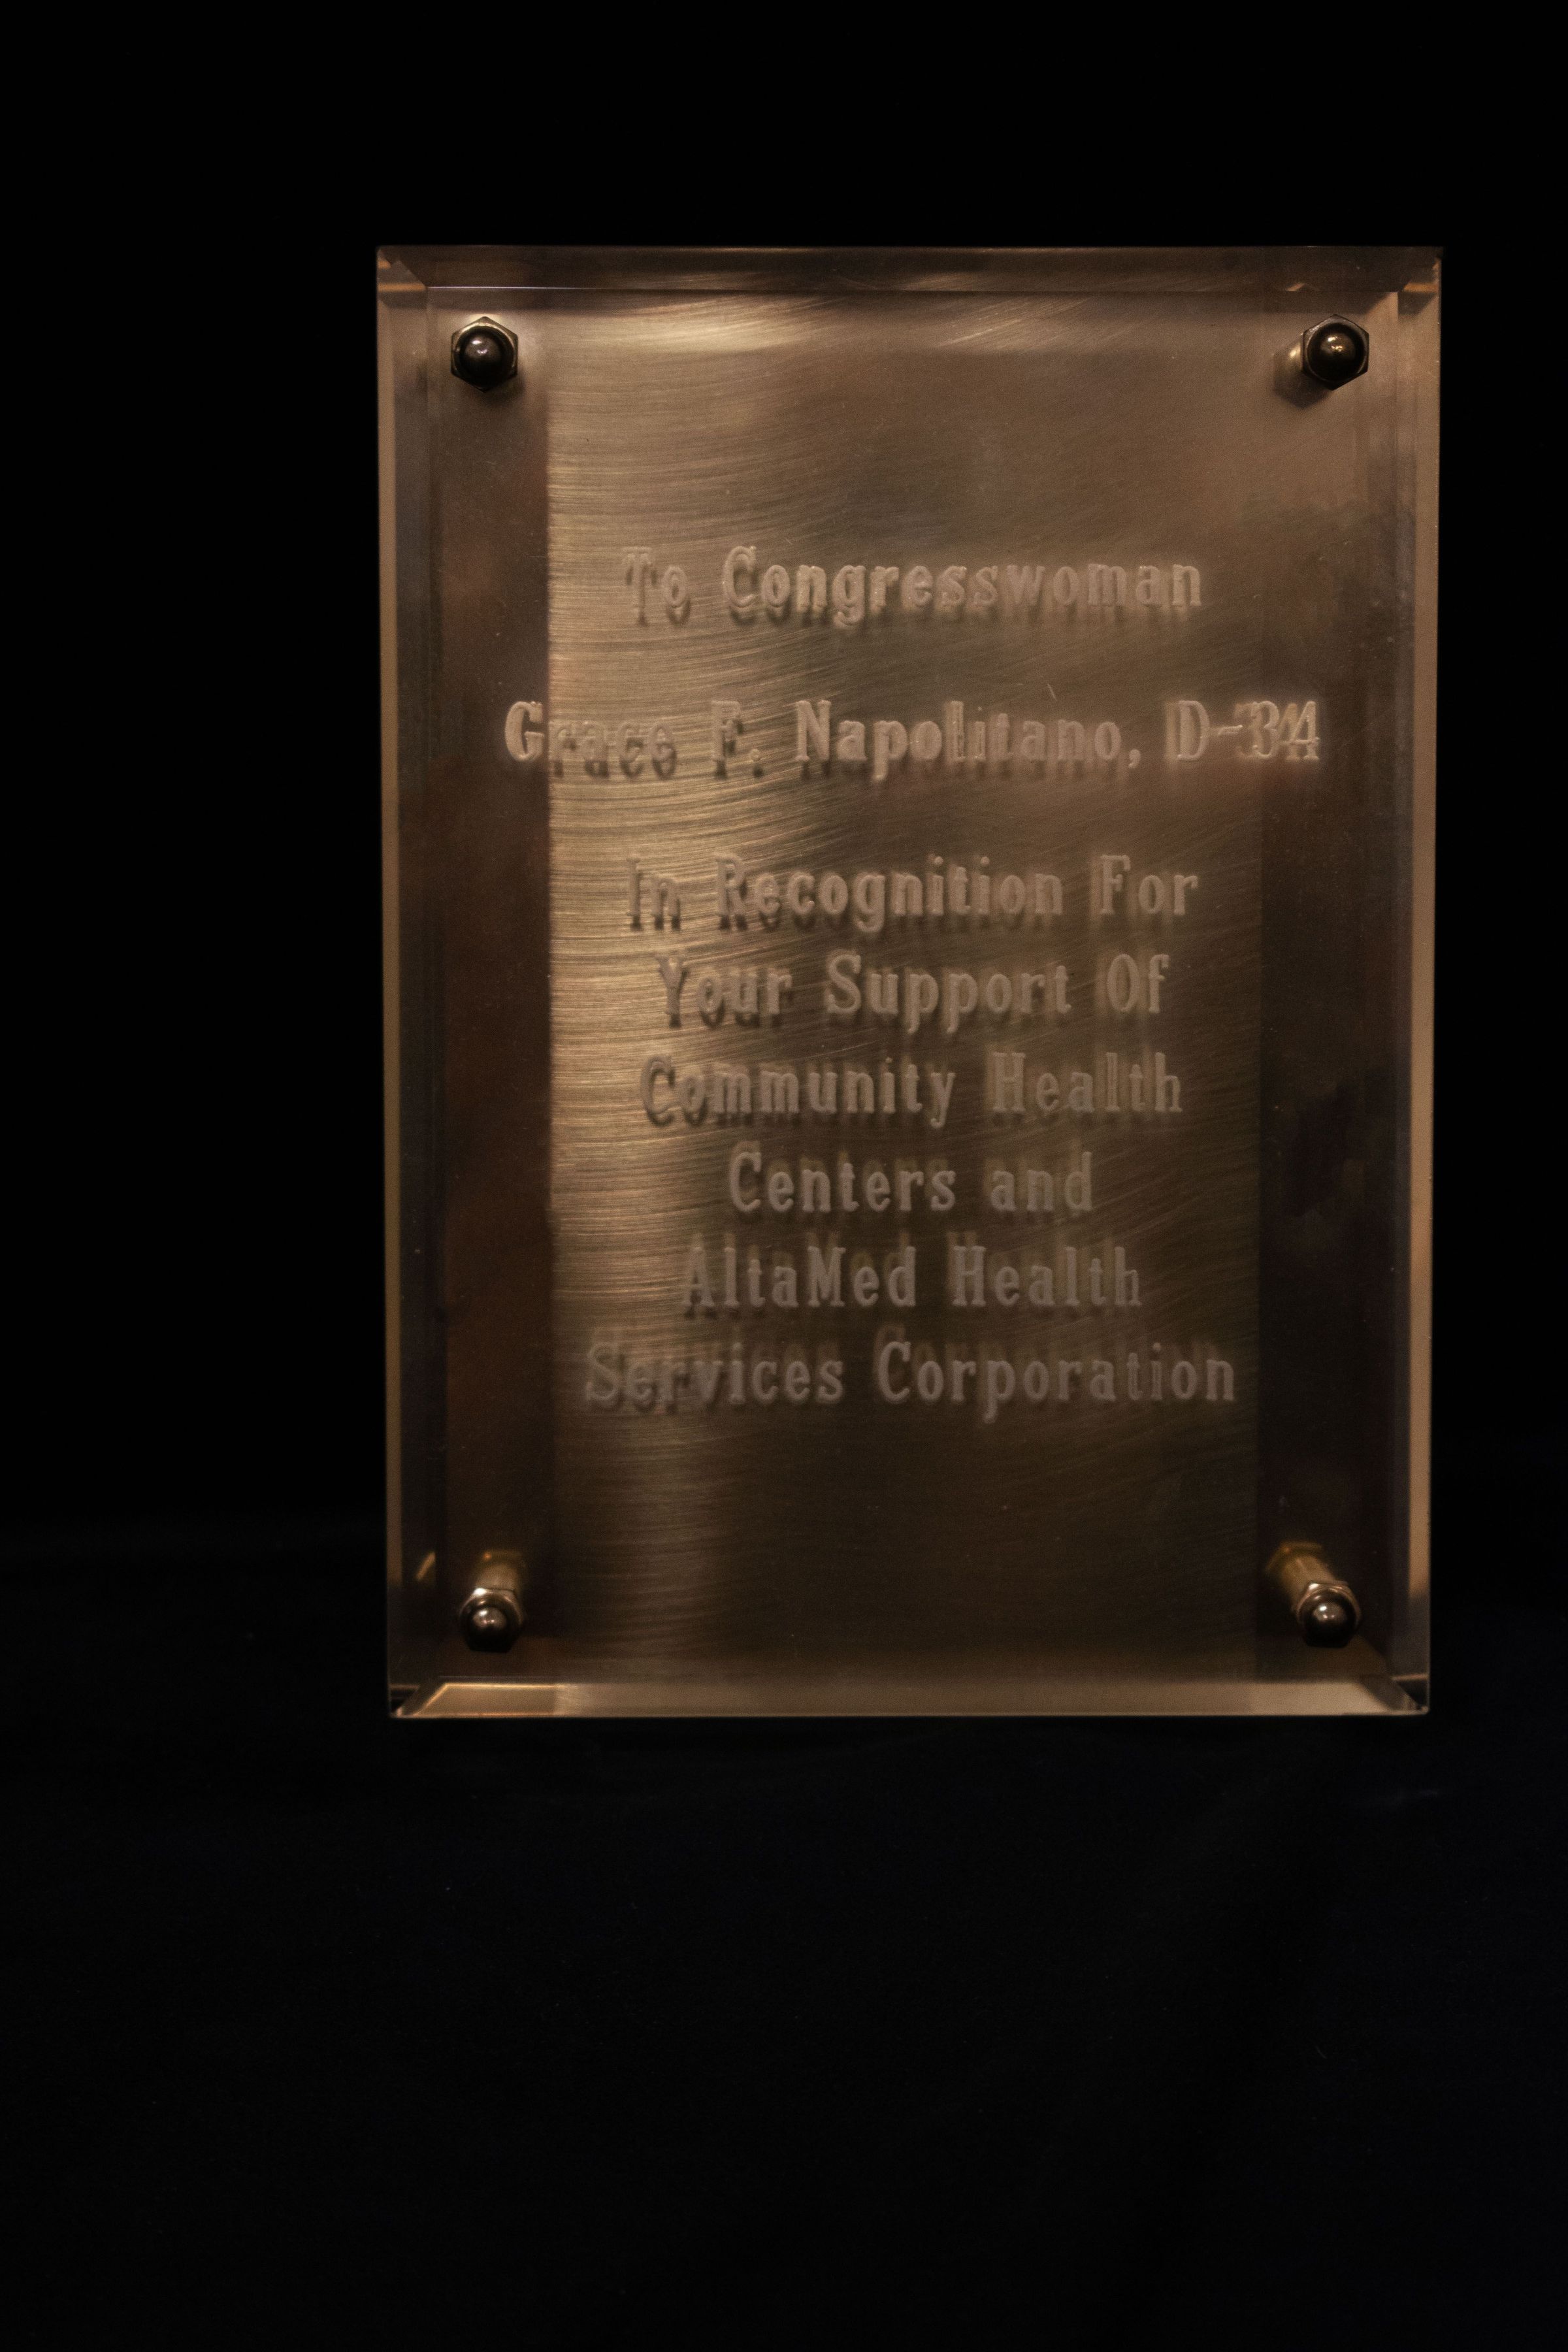 To Congresswoman
Grace F. Napolitano, D-34
In Recognition For
Your Support Of
Community Health
Centers and
AltaMed Health
Services Corporation